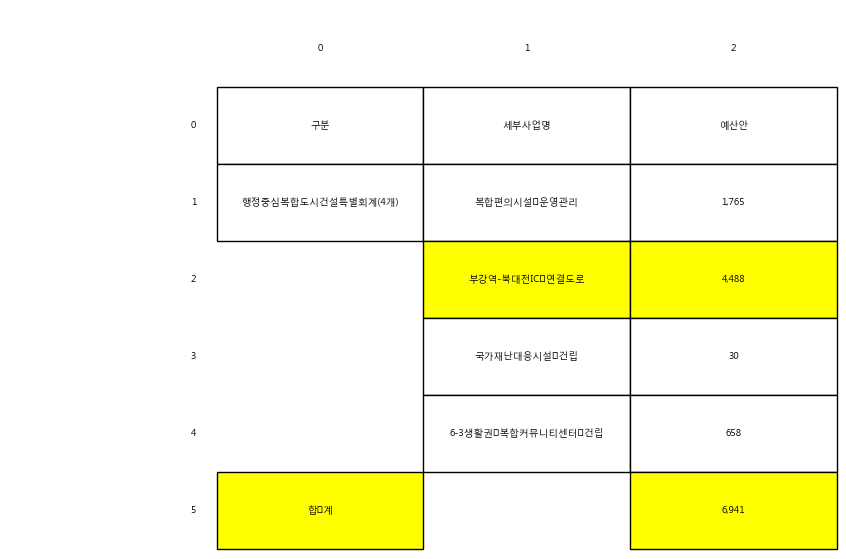 0 1 2
0 구분 세부사업명 예산안
1 행정중심복합도시건설특별회계(4개) 복합편의시설□운영관리 1,765
2 부강역-북대전IC□연결도로 4,488
3 국가재난대응시설□건립 30
4 6-3생활권□복합커뮤니티센터□건립 658
5 합□계 6,941